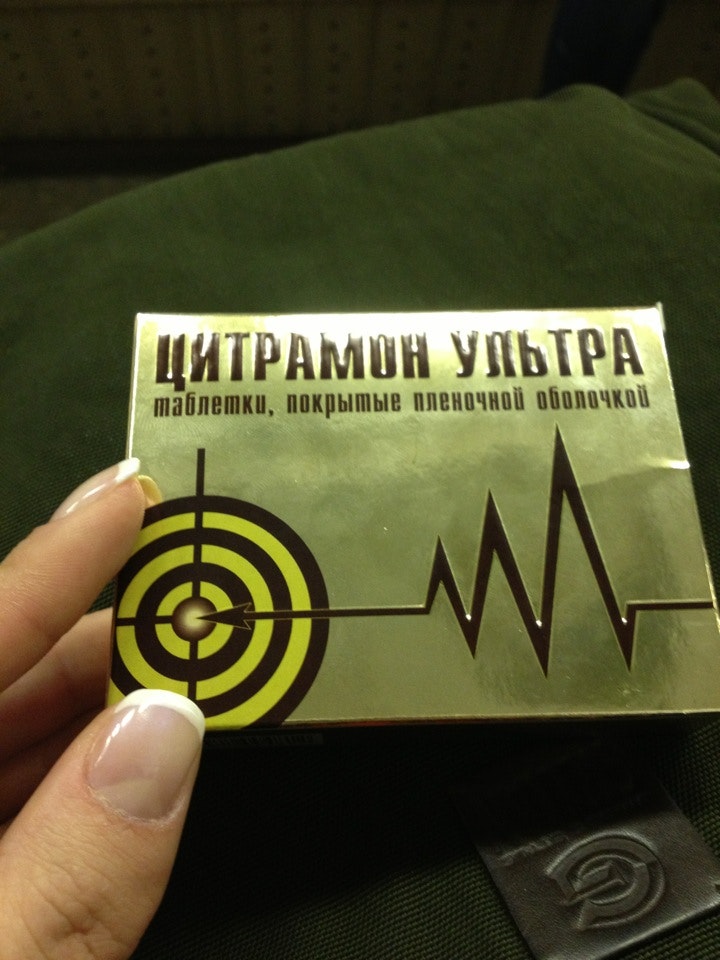 ЦИТРАМОН УЛЬТРА
таблетки, покрытые пленочной оболочкой